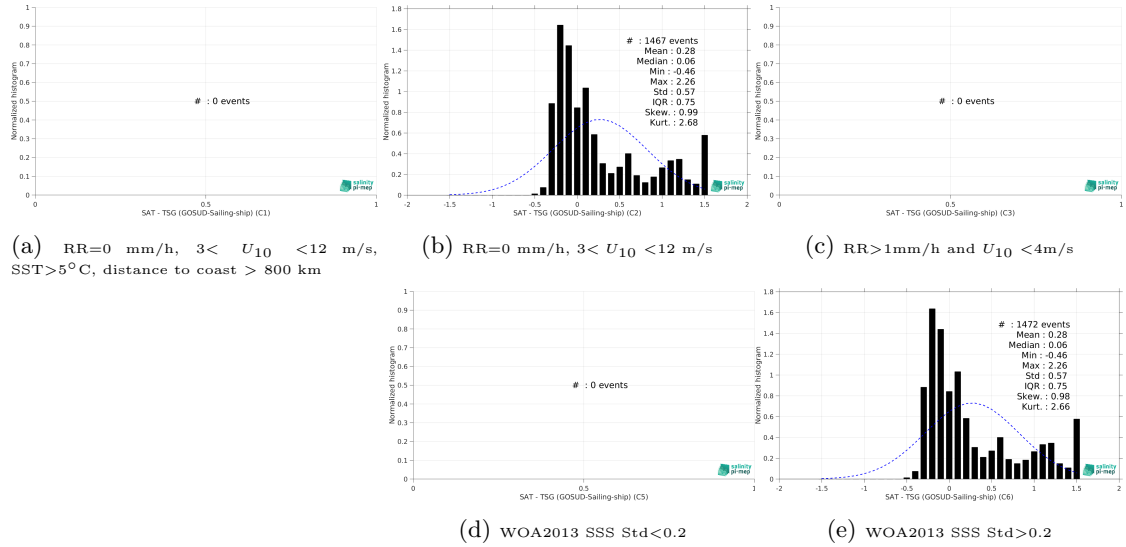 1
0.9
0.8
0.7
0.6
0.5
0.4
0.3
0.2
0.1
0
Normalized histogram
# : 0 events
0
0.5
1
SAT - TSG (GOSUD-Sailing-ship) (C1)
salinity
pi-mep
(a) RR=0 mm/h, 3< U10 <12 m/s,
SST>5°C, distance to coast > 800 km
1.8
1.6
1.4
1.2
1
0.8
0.6
0.4
0.2
0
Normalized histogram
# : 1467 events
Mean : 0.28
Median : 0.06
Min : -0.46
Max : 2.26
Std : 0.57
IQR : 0.75
Skew. : 0.99
Kurt. : 2.68
-2
-1.5
-1
-0.5
0
0.5
1
1.5
2
SAT - TSG (GOSUD-Sailing-ship) (C2)
salinity
pi-mep
(b) RR=0 mm/h, 3< U10 <12 m/s
1
0.9
0.8
0.7
0.6
0.5
0.4
0.3
0.2
0.1
0
Normalized histogram
# : 0 events
0
0.5
1
SAT - TSG (GOSUD-Sailing-ship) (C3)
salinity
pi-mep
(c) RR>1mm/h and U10 <4m/s
1
0.9
0.8
0.7
0.6
0.5
0.4
0.3
0.2
0.1
0
Normalized histogram
# : 0 events
0
0.5
1
SAT - TSG (GOSUD-Sailing-ship) (C5)
salinity
pi-mep
(d) WOA2013 SSS Std<0.2
1.8
1.6
1.4
1.2
1
0.8
0.6
0.4
0.2
0
Normalized histogram
# : 1472 events
Mean : 0.28
Median : 0.06
Min : -0.46
Max : 2.26
Std : 0.57
IQR : 0.75
Skew. : 0.98
Kurt. : 2.66
-2
-1.5
-1
-0.5
0
0.5
1
1.5
2
SAT - TSG (GOSUD-Sailing-ship) (C6)
salinity
pi-mep
(e) WOA2013 SSS Std>0.2